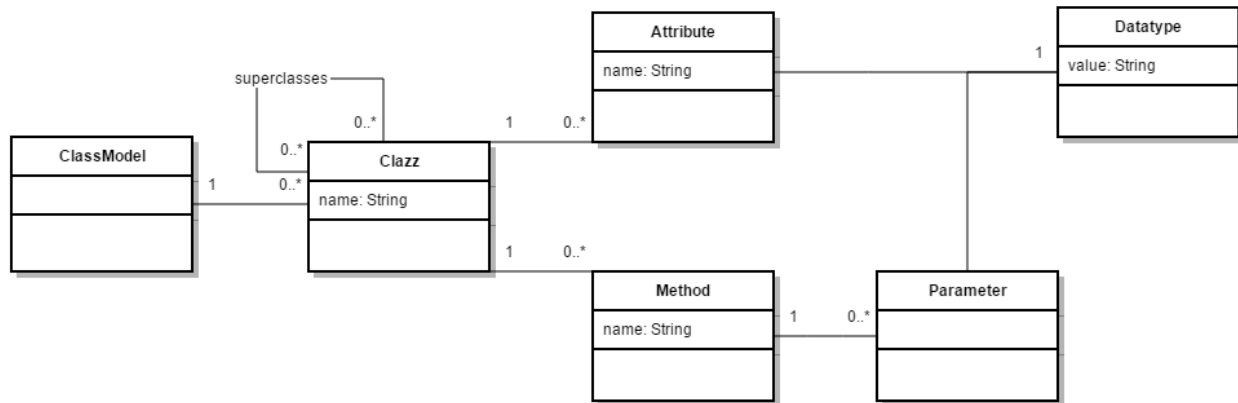 Attribute
name: String
Datatype
value: String
1
superclasses
0..*
1
0..*
ClassModel
0..*
Clazz
name: String
1
0..*
1
0..*
Method
name: String
Parameter
1
0..*